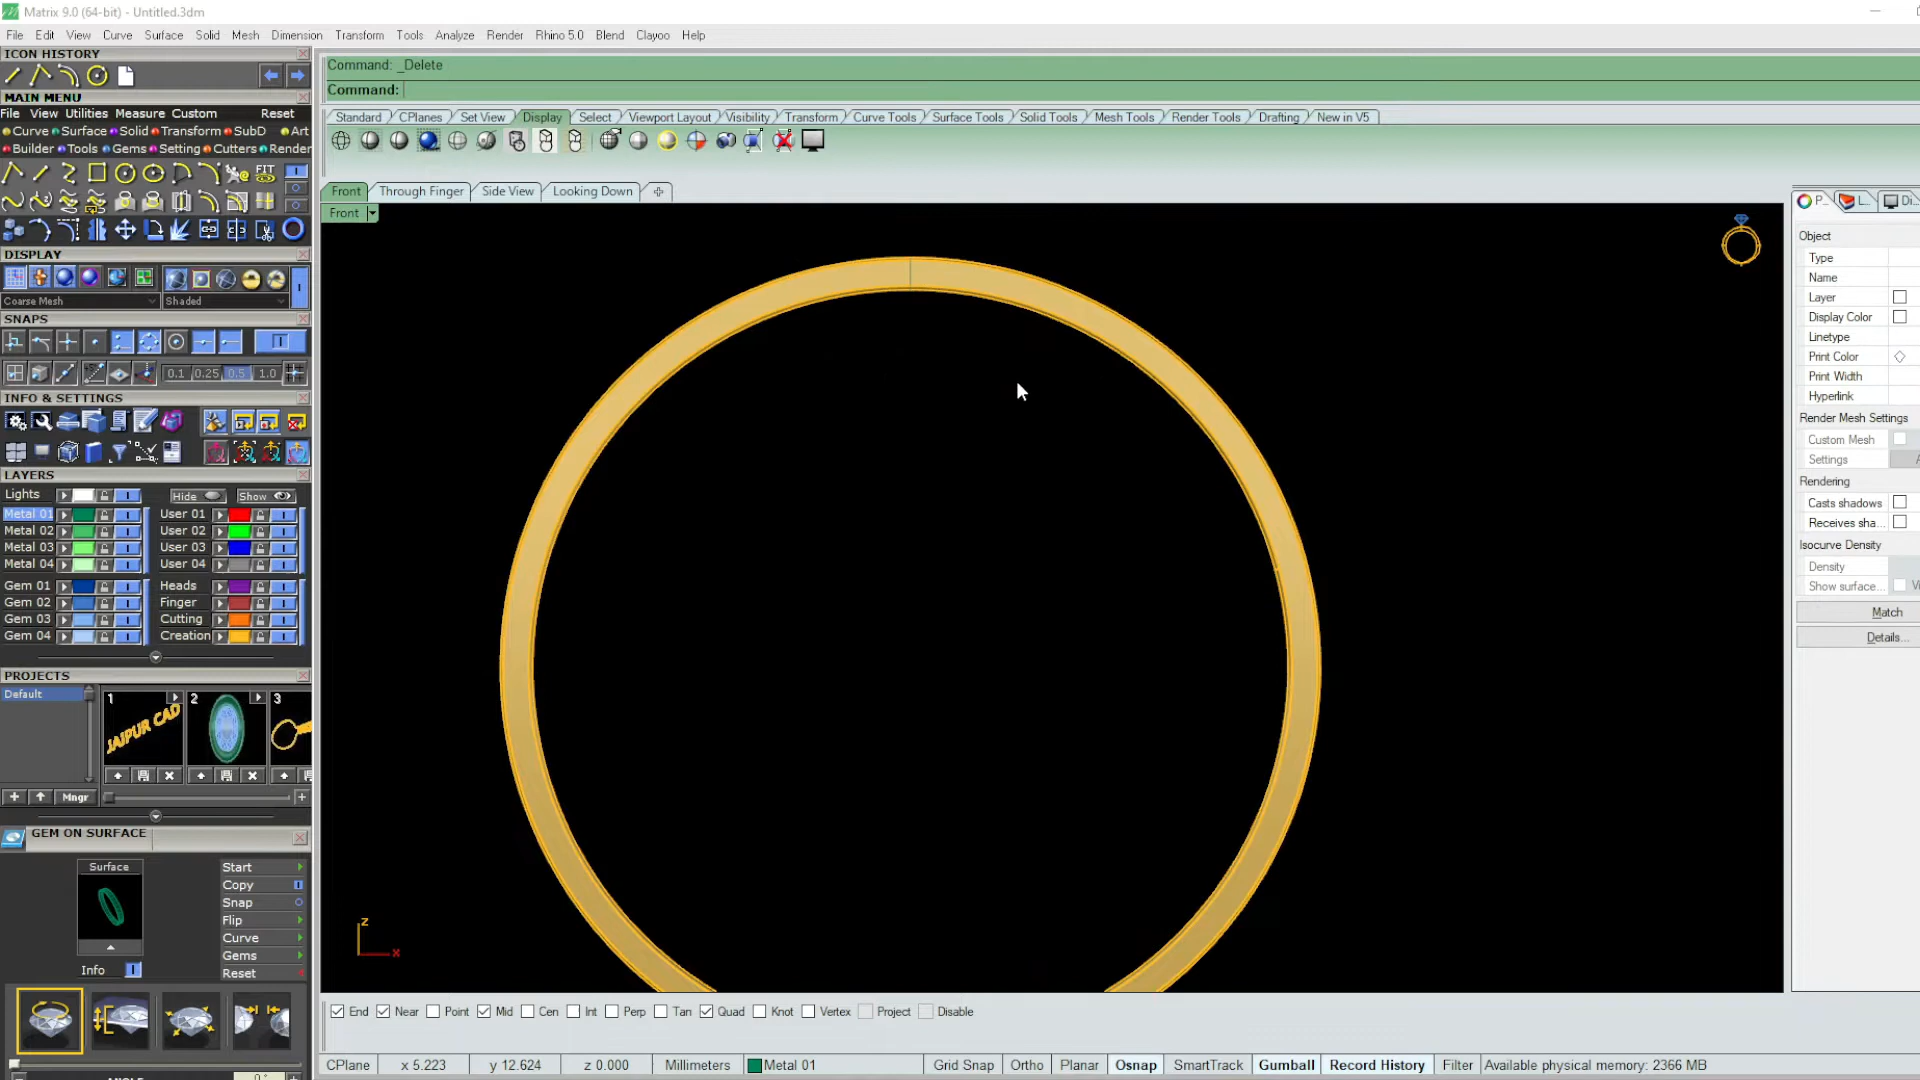 Matrix 9.0 (64-bit) - Untitled.3dm
File Edit View Curve Surface Solid Mesh Dimension Transform Tools Analyze Render Rhino 5.0 Blend Clayoo Help
ICON HISTORY
MAIN MENU
File View Utilities Measure Custom Reset
Curve Surface Solid Transform SubD Art
Builder Tools Gems Setting Cutters Render
FIT
DISPLAY
Coarse Mesh Shaded
SNAPS
0.1 0.25 0.5 1.0
INFO & SETTINGS
LAYERS
Lights Hide Show
Metal 01 User 01
Metal 02 User 02
Metal 03 User 03
Metal 04 User 04
Gem 01 Heads
Gem 02 Finger
Gem 03 Cutting
Gem 04 Creation
PROJECTS
Default
1 2 3
JAIPUR CAD
Mngr
GEM ON SURFACE
Surface
Start
Copy
Snap
Flip
Curve
Gems
Info
Reset
Command: _Delete
Command:
Standard CPlanes Set View Display Select Viewport Layout Visibility Transform Curve Tools Surface Tools Solid Tools Mesh Tools Render Tools Drafting New in V5
Front Through Finger Side View Looking Down
Front
z
x
P... L... Di...
Object
Type
Name
Layer
Display Color
Linetype
Print Color
Print Width
Hyperlink
Render Mesh Settings
Custom Mesh
Settings
Rendering
Casts shadows
Receives sha...
Isocurve Density
Density
Show surface...
Match
Details...
End Near Point Mid Cen Int Perp Tan Quad Knot Vertex Project Disable
CPlane x 5.223 y 12.624 z 0.000 Millimeters Metal 01 Grid Snap Ortho Planar Osnap SmartTrack Gumball Record History Filter Available physical memory: 2366 MB